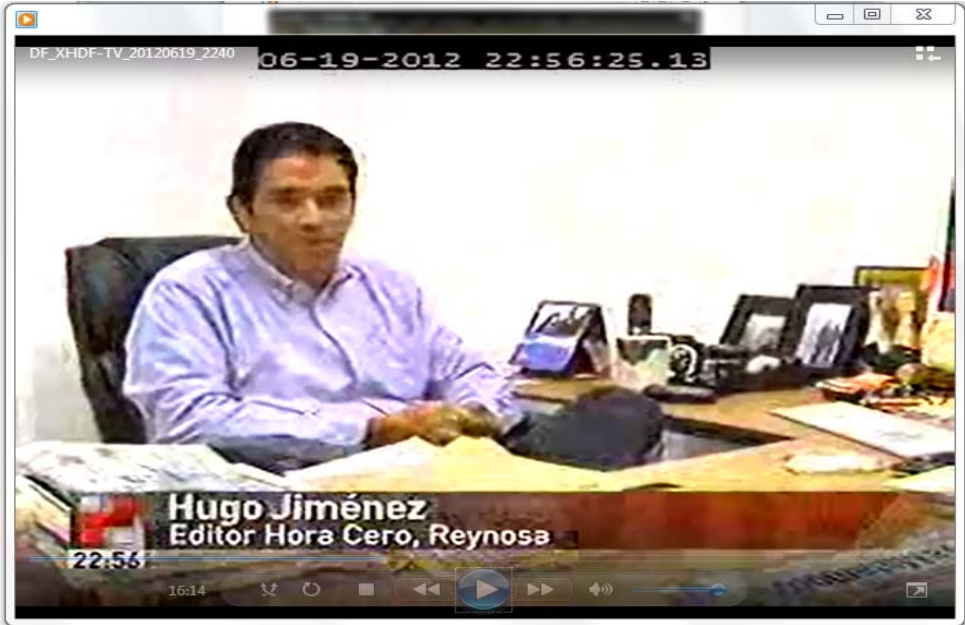 DF_XHDF-TV_20120619_2240
06-19-2012 22:56:25.13
Hugo Jiménez
Editor Hora Cero, Reynosa
22:56
16:14